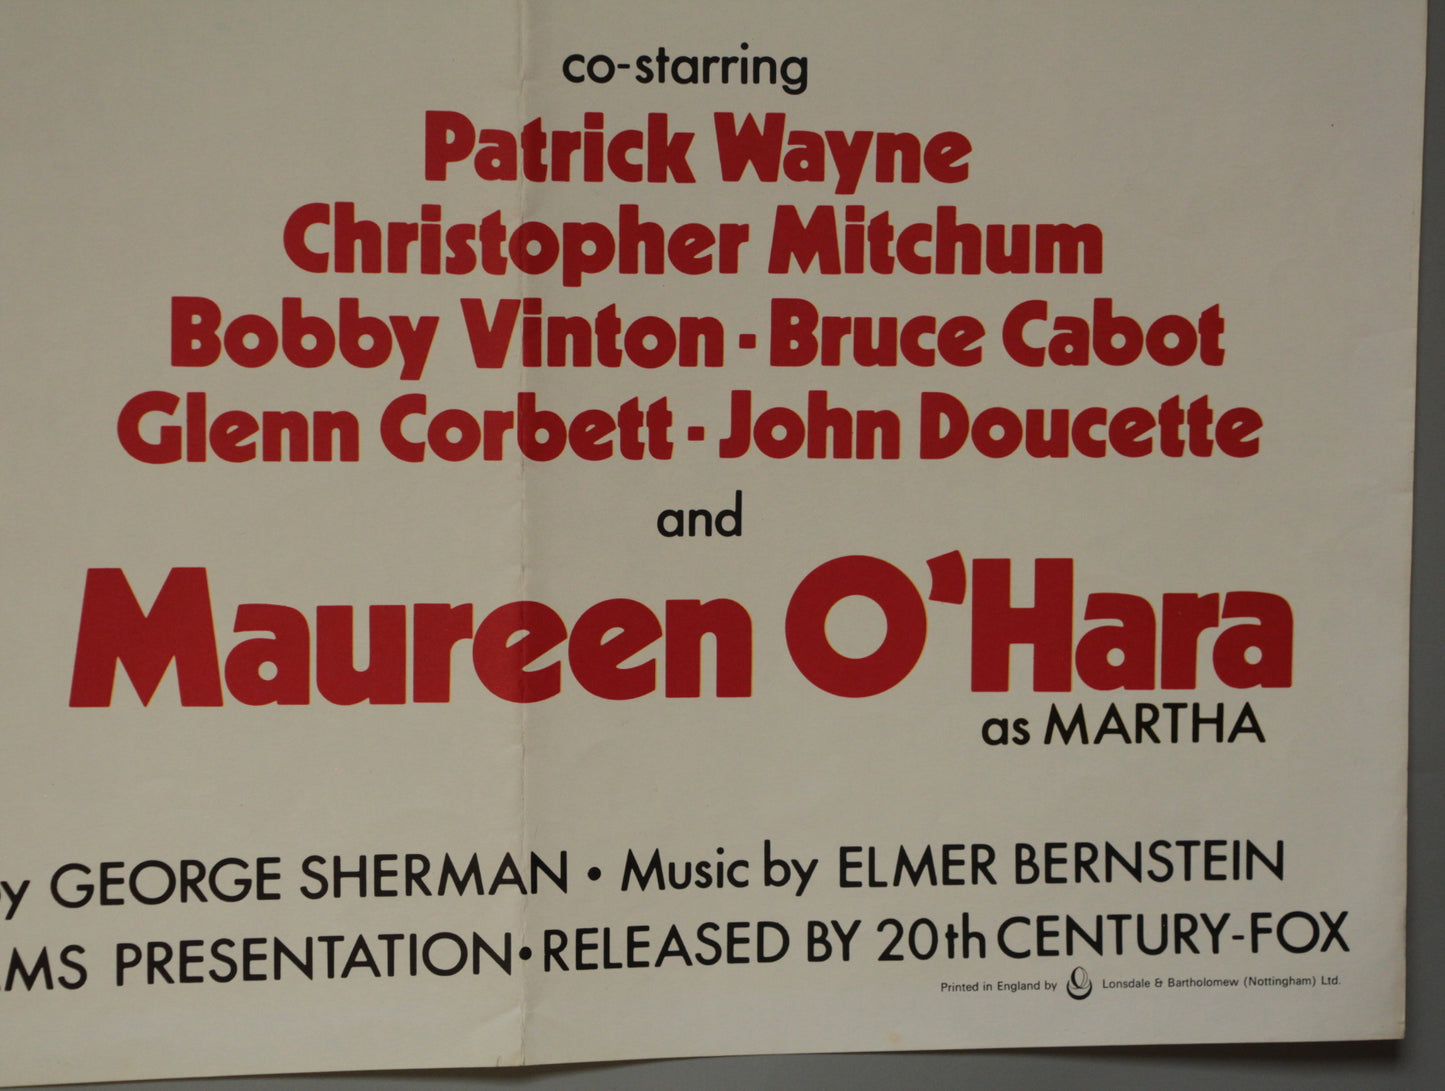 co-starring
Patrick Wayne
Christopher Mitchum
Bobby Vinton · Bruce Cabot
Glenn Corbett · John Doucette
and
Maureen O'Hara
as MARTHA
by GEORGE SHERMAN · Music by ELMER BERNSTEIN
PRESENTATION · RELEASED BY 20th CENTURY-FOX
Printed in England by Lonsdale & Bartholomew (Nottingham) Ltd.